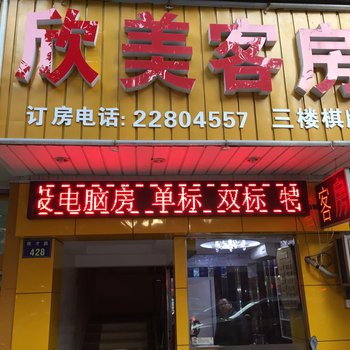 欣美客房
订房电话:22804557 三楼棋
电脑房 单标 双标 特
客房
428